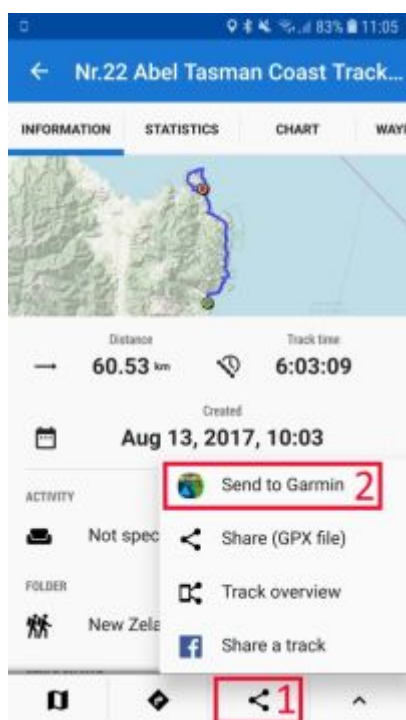 83% 11:05
Nr.22 Abel Tasman Coast Track...
INFORMATION STATISTICS CHART WAY
Distance
60.53 km
Track time
6:03:09
Created
Aug 13, 2017, 10:03
ACTIVITY
Not spec
FOLDER
New Zela
Send to Garmin 2
Share (GPX file)
Track overview
Share a track
1